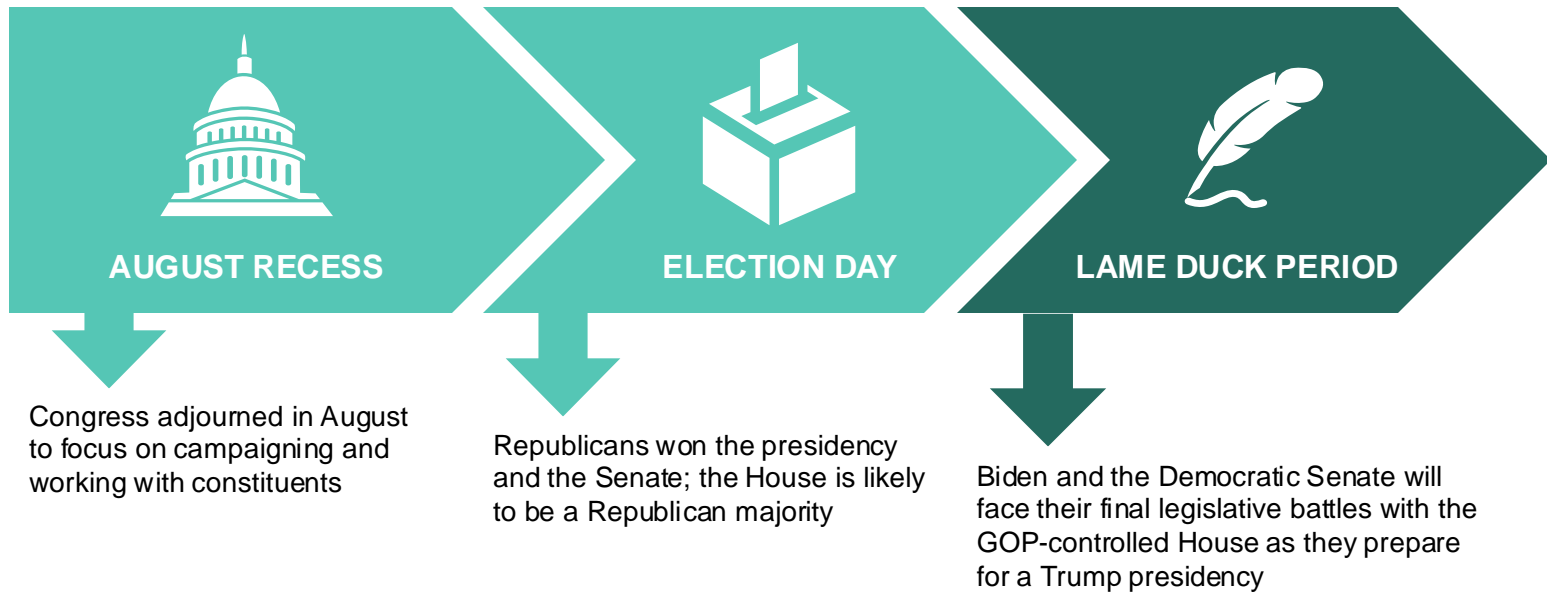 AUGUST RECESS
ELECTION DAY
LAME DUCK PERIOD
Congress adjourned in August
to focus on campaigning and
working with constituents
Republicans won the presidency
and the Senate; the House is likely
to be a Republican majority
Biden and the Democratic Senate will
face their final legislative battles with the
GOP-controlled House as they prepare
for a Trump presidency